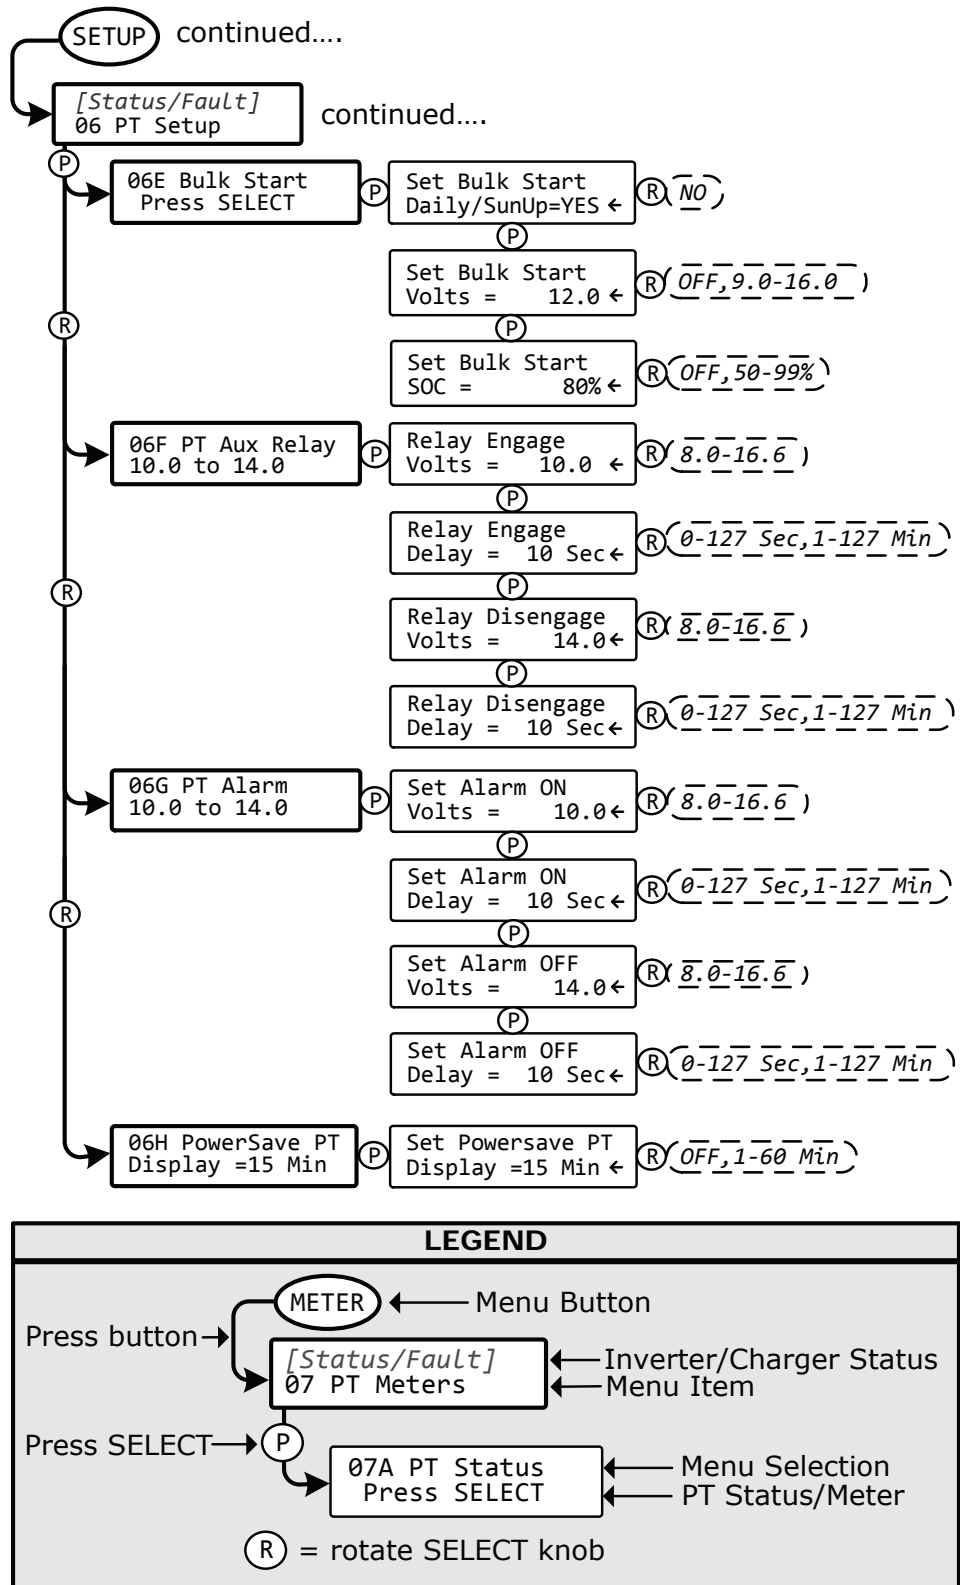 SETUP continued....
[Status/Fault]
06 PT Setup
continued....
P
06E Bulk Start
Press SELECT
P
Set Bulk Start
Daily/SunUp=YES ←
R
NO
P
Set Bulk Start
Volts = 12.0 ←
R
OFF,9.0-16.0
R
P
Set Bulk Start
SOC = 80% ←
R
OFF,50-99%
06F PT Aux Relay
10.0 to 14.0
P
Relay Engage
Volts = 10.0 ←
R
8.0-16.6
P
Relay Engage
Delay = 10 Sec ←
R
0-127 Sec,1-127 Min
R
P
Relay Disengage
Volts = 14.0 ←
R
8.0-16.6
P
Relay Disengage
Delay = 10 Sec ←
R
0-127 Sec,1-127 Min
06G PT Alarm
10.0 to 14.0
P
Set Alarm ON
Volts = 10.0 ←
R
8.0-16.6
P
Set Alarm ON
Delay = 10 Sec ←
R
0-127 Sec,1-127 Min
R
P
Set Alarm OFF
Volts = 14.0 ←
R
8.0-16.6
P
Set Alarm OFF
Delay = 10 Sec ←
R
0-127 Sec,1-127 Min
06H PowerSave PT
Display =15 Min
P
Set Powersave PT
Display =15 Min ←
R
OFF,1-60 Min
LEGEND
METER
Menu Button
Press button
[Status/Fault]
07 PT Meters
Inverter/Charger Status
Menu Item
Press SELECT
P
07A PT Status
Press SELECT
Menu Selection
PT Status/Meter
R = rotate SELECT knob